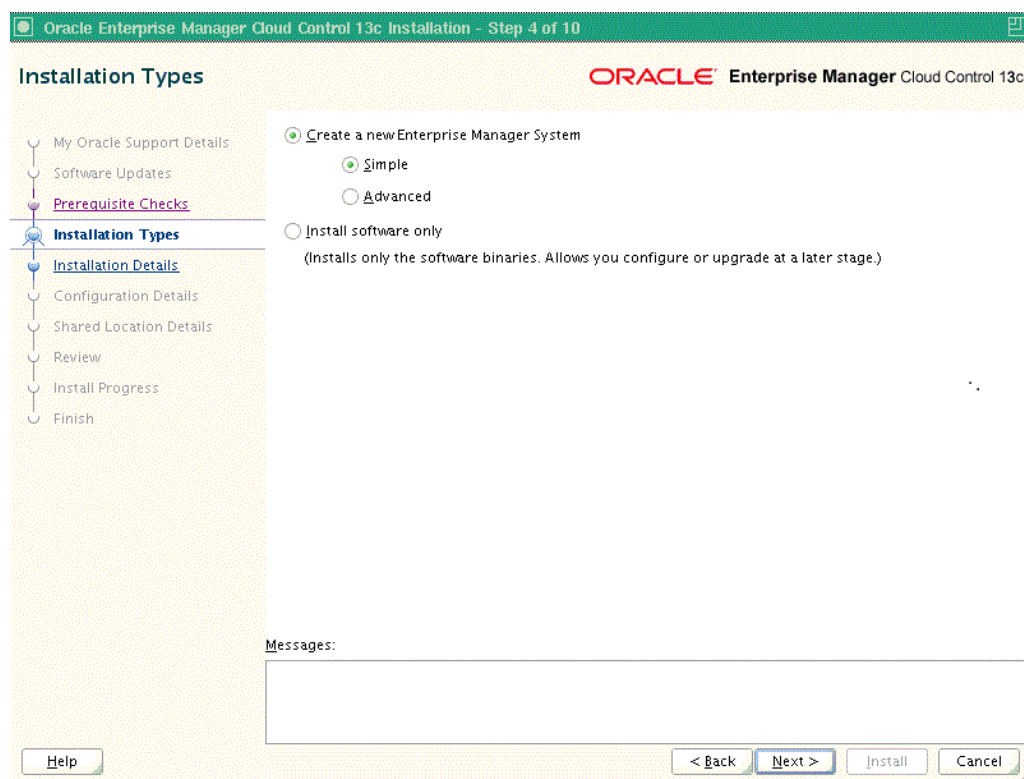 Oracle Enterprise Manager Cloud Control 13c Installation - Step 4 of 10
Installation Types
ORACLE Enterprise Manager Cloud Control 13c
My Oracle Support Details
Software Updates
Prerequisite Checks
Installation Types
Installation Details
Configuration Details
Shared Location Details
Review
Install Progress
Finish
Create a new Enterprise Manager System
Simple
Advanced
Install software only
(Installs only the software binaries. Allows you configure or upgrade at a later stage.)
Messages:
Help
< Back
Next >
Install
Cancel